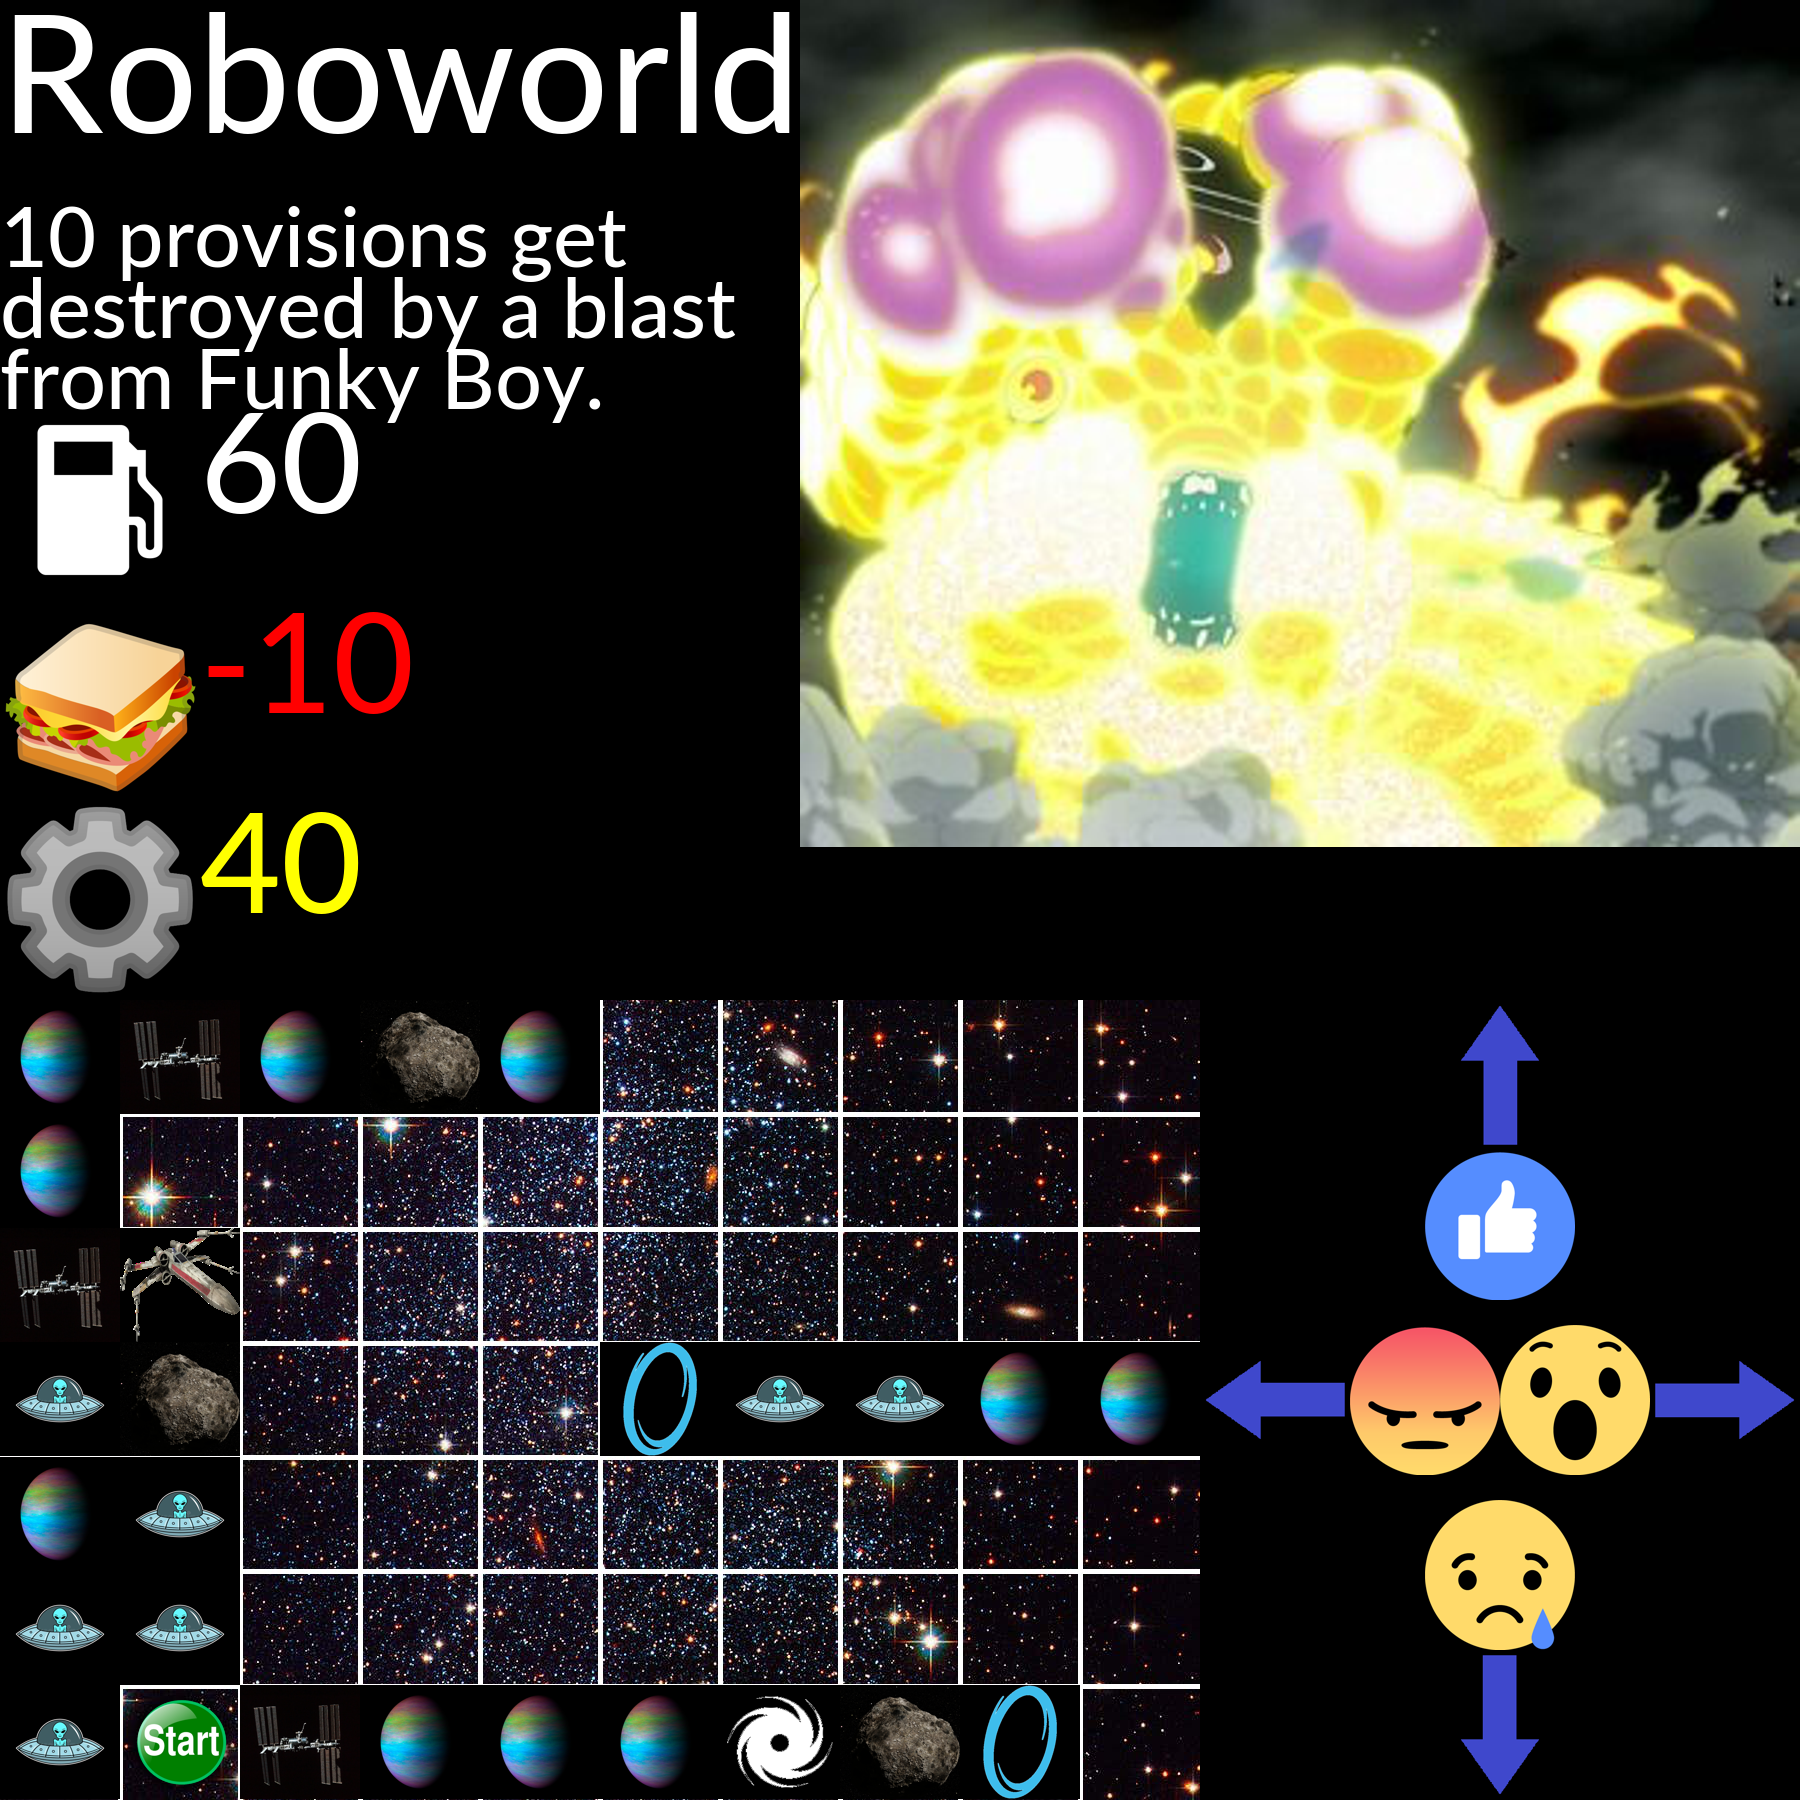 Roboworld
10 provisions get
destroyed by a blast
from Funky Boy.
60
-10
40
Start